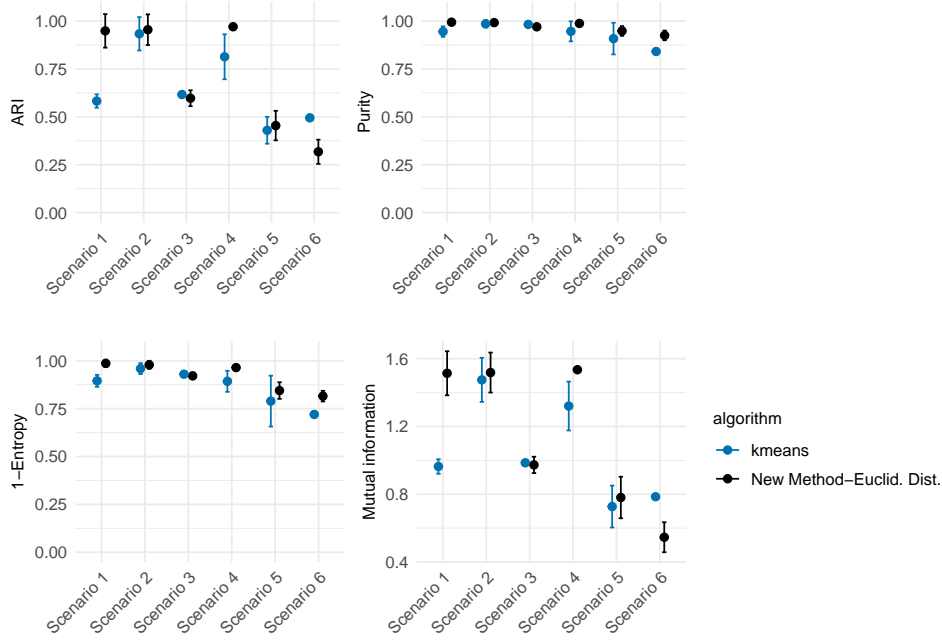 ARI
1.00
0.75
0.50
0.25
0.00
Scenario 1
Scenario 2
Scenario 3
Scenario 4
Scenario 5
Scenario 6
Purity
1.00
0.75
0.50
0.25
0.00
Scenario 1
Scenario 2
Scenario 3
Scenario 4
Scenario 5
Scenario 6
1−Entropy
1.00
0.75
0.50
0.25
0.00
Scenario 1
Scenario 2
Scenario 3
Scenario 4
Scenario 5
Scenario 6
Mutual information
1.6
1.2
0.8
0.4
Scenario 1
Scenario 2
Scenario 3
Scenario 4
Scenario 5
Scenario 6
algorithm
kmeans
New Method−Euclid. Dist.